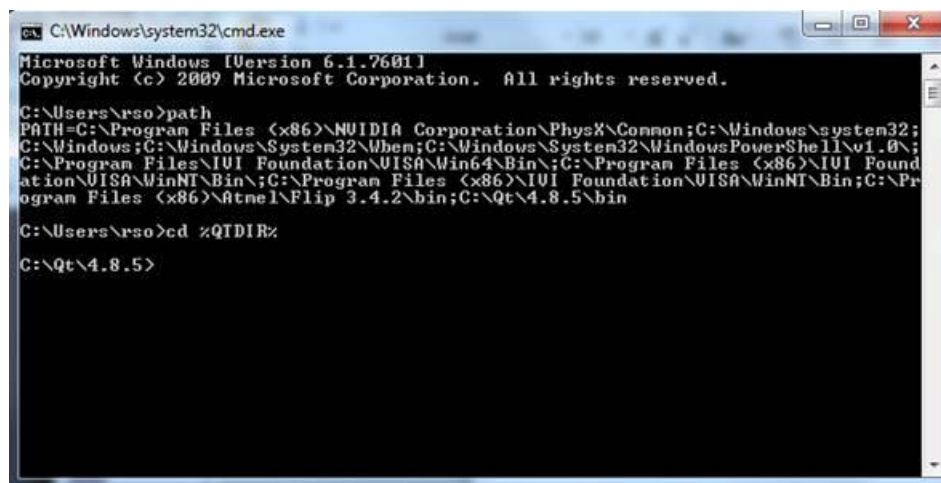 C:\Windows\system32\cmd.exe
Microsoft Windows [Version 6.1.7601]
Copyright (c) 2009 Microsoft Corporation.  All rights reserved.
C:\Users\rso>path
PATH=C:\Program Files (x86)\NVIDIA Corporation\PhysX\Common;C:\Windows\system32;
C:\Windows;C:\Windows\System32\Wbem;C:\Windows\System32\WindowsPowerShell\v1.0\;
C:\Program Files\IVI Foundation\VISA\Win64\Bin\;C:\Program Files (x86)\IVI Found
ation\VISA\WinNT\Bin\;C:\Program Files (x86)\IVI Foundation\VISA\WinNT\Bin;C:\Pr
ogram Files (x86)\Atmel\Flip 3.4.2\bin;C:\Qt\4.8.5\bin
C:\Users\rso>cd %QTDIR%
C:\Qt\4.8.5>